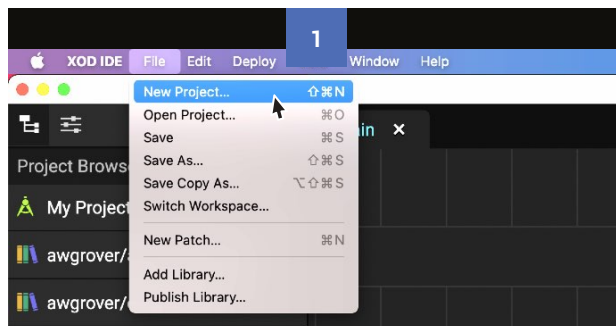 1
XOD IDE File Edit Deploy Window Help
New Project... ⇧⌘N
Open Project... ⌘O
Save ⌘S
Save As... ⇧⌘S
Save Copy As... ⌥⇧⌘S
Switch Workspace...
New Patch... ⌘N
Add Library...
Publish Library...
ain ×
Project Brows
My Project
awgrover/
awgrover/